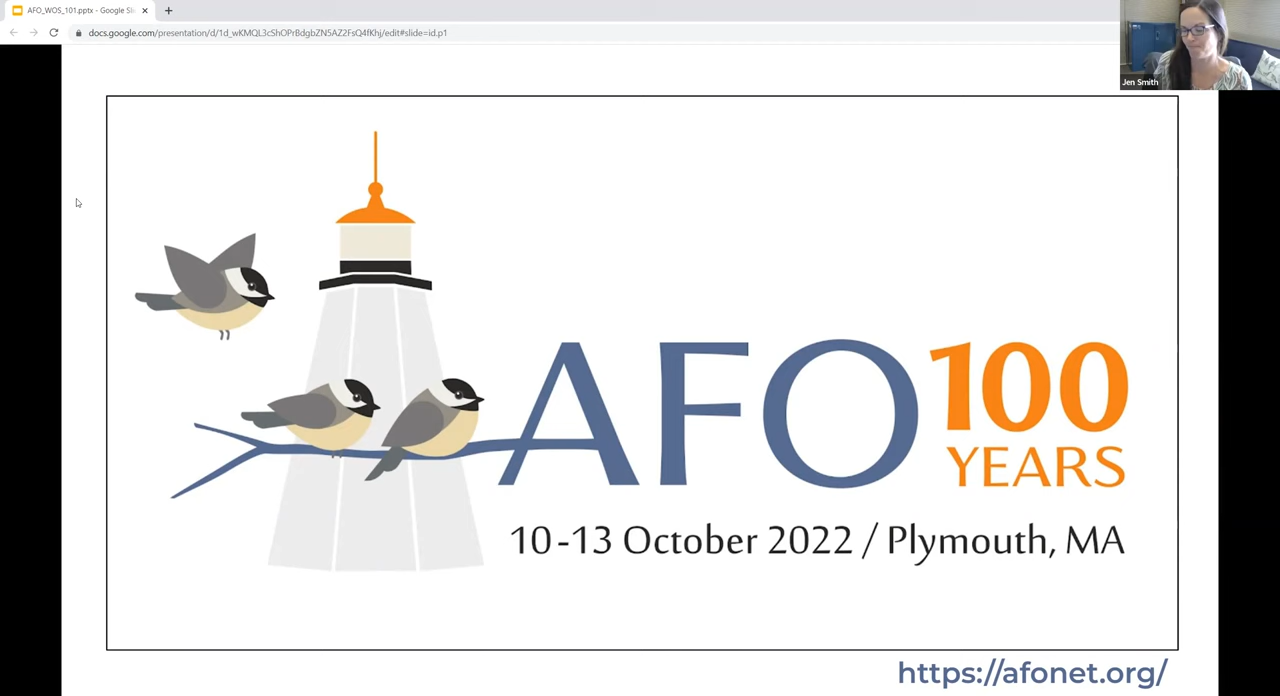 AFO_WOS_101.pptx - Google Sli
docs.google.com/presentation/d/1d_wKMQL3cShOPrBdgbZN5AZ2FsQ4fKhj/edit#slide=id.p1
Jen Smith
AFO 100
YEARS
10-13 October 2022 / Plymouth, MA
https://afonet.org/